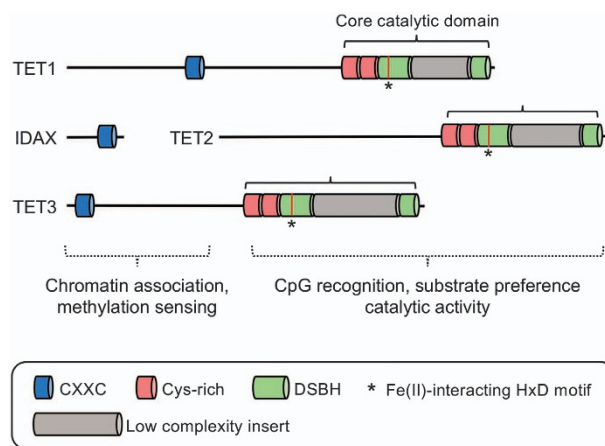 Core catalytic domain
TET1
*
IDAX
TET2
*
TET3
*
Chromatin association,
methylation sensing
CpG recognition, substrate preference
catalytic activity
CXXC
Cys-rich
DSBH
* Fe(II)-interacting HxD motif
Low complexity insert